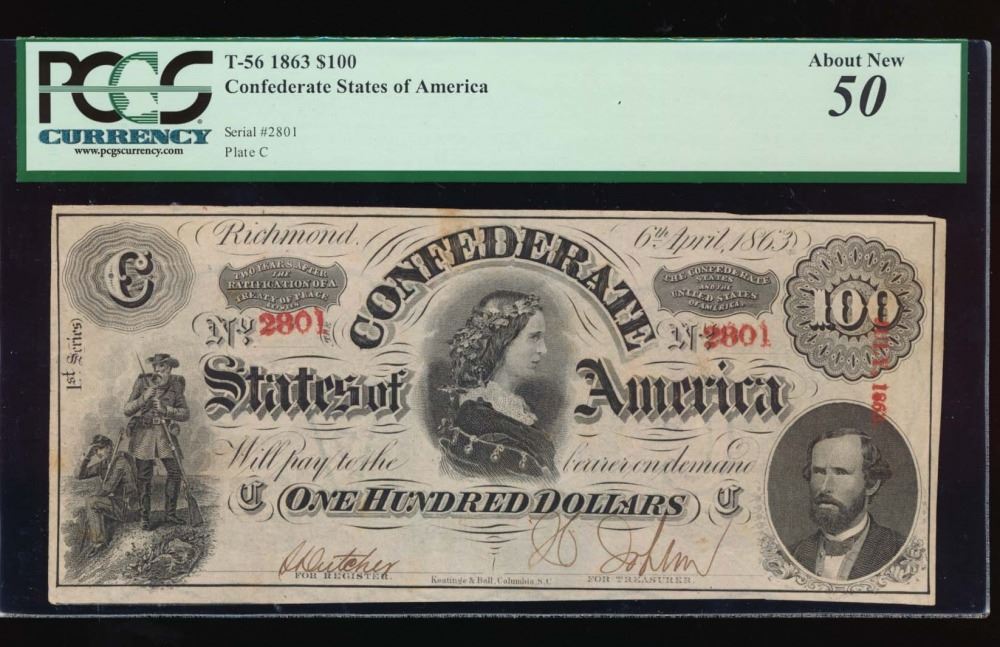 PCGS
CURRENCY
www.pcgscurrency.com
T-56 1863 $100
Confederate States of America
Serial #2801
Plate C
About New
50
Richmond.
6th April, 1863
C
TWO YEARS AFTER
THE
RATIFICATION OF A
TREATY OF PEACE
BETWEEN
THE CONFEDERATE
STATES
AND THE
UNITED STATES
OF AMERICA,
100
THE
CONFEDERATE
No. 2801
No. 2801
1st Series
1863
States of America
Will pay to the bearer on demand
C ONE HUNDRED DOLLARS C
FOR REGISTER.
Keatinge & Ball, Columbia, S.C.
FOR TREASURER.